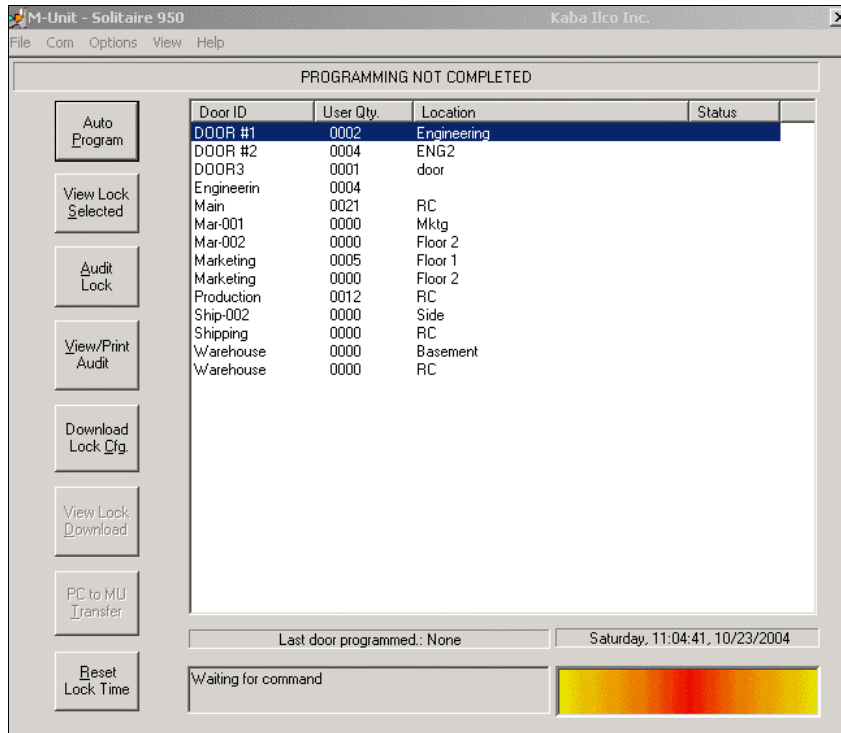 M-Unit - Solitaire 950 Kaba Ilco Inc.
File Com Options View Help
PROGRAMMING NOT COMPLETED
Auto Program
View Lock Selected
Audit Lock
View/Print Audit
Download Lock Cfg.
View Lock Download
PC to MU Transfer
Reset Lock Time
Door ID User Qty. Location Status
DOOR #1 0002 Engineering
DOOR #2 0004 ENG2
DOOR3 0001 door
Engineerin 0004
Main 0021 RC
Mar-001 0000 Mktg
Mar-002 0000 Floor 2
Marketing 0005 Floor 1
Marketing 0000 Floor 2
Production 0012 RC
Ship-002 0000 Side
Shipping 0000 RC
Warehouse 0000 Basement
Warehouse 0000 RC
Last door programmed.: None
Saturday, 11:04:41, 10/23/2004
Waiting for command